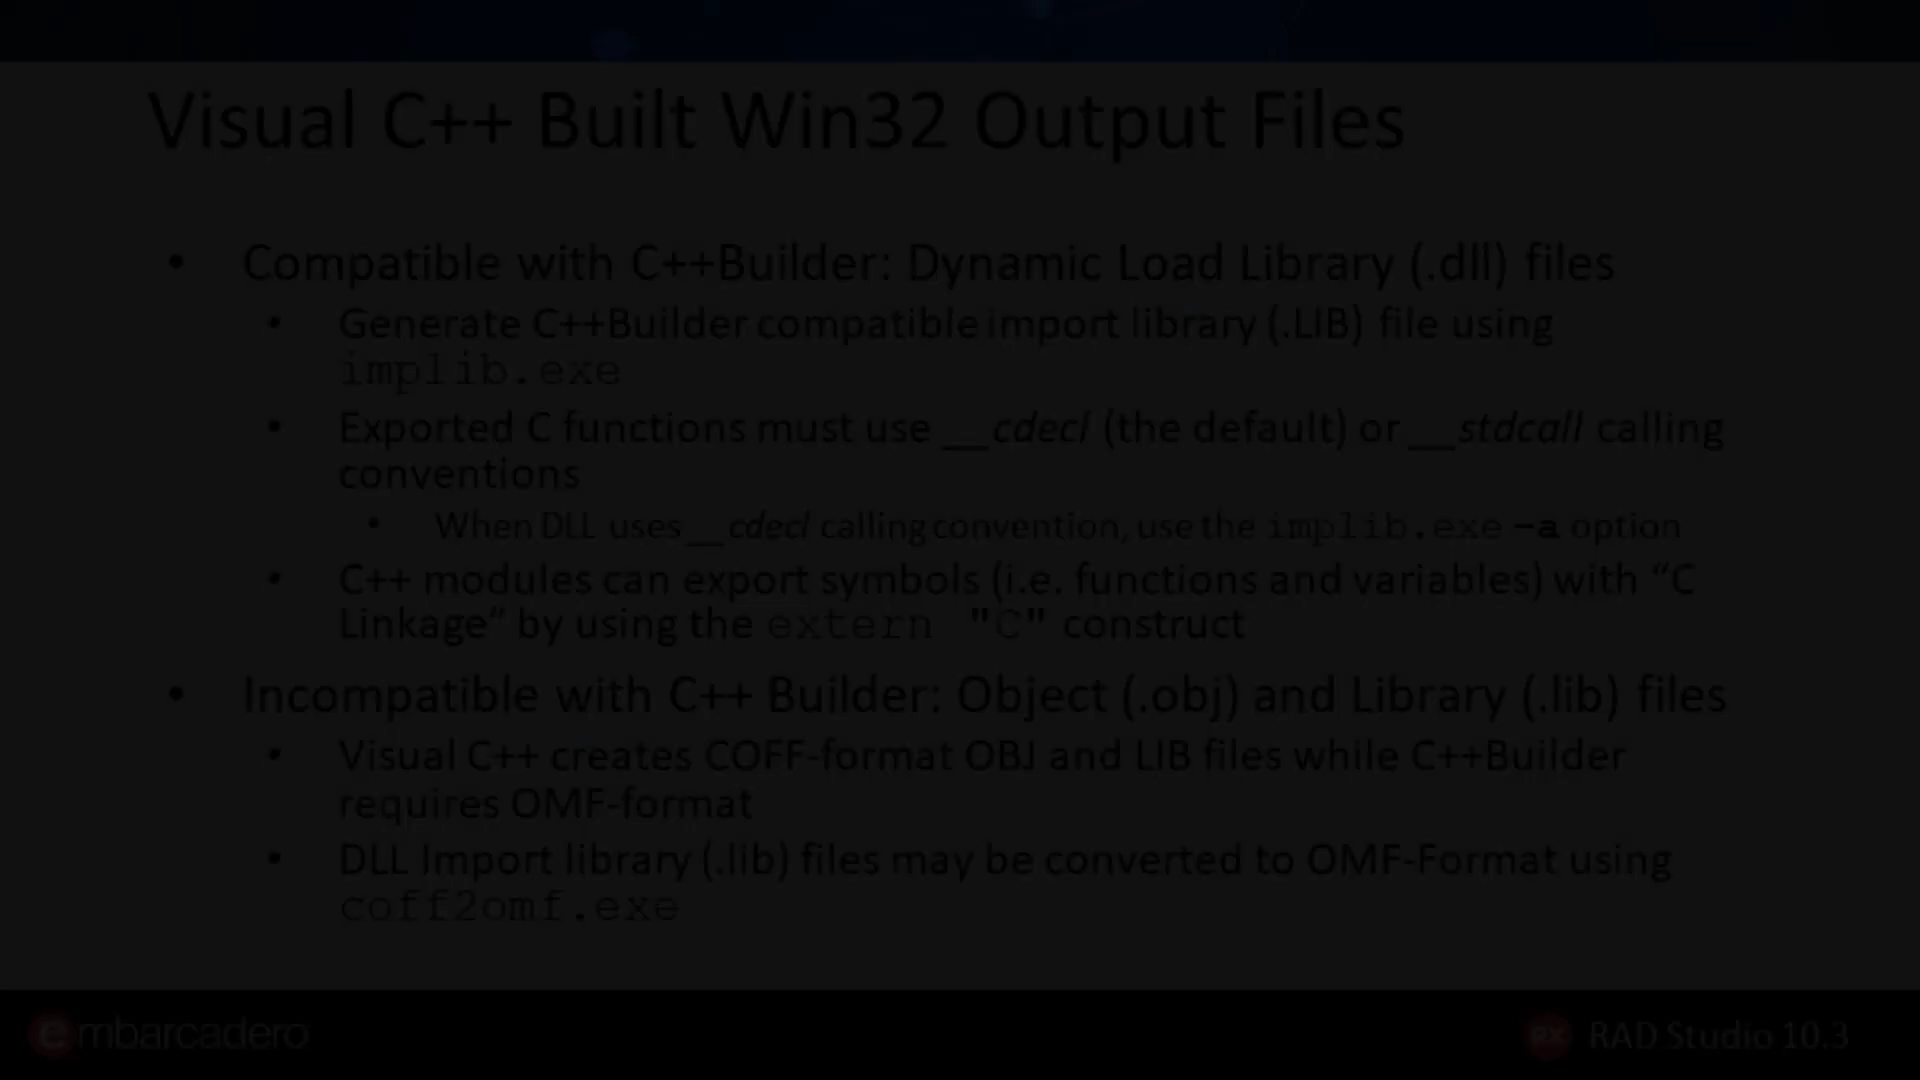 Visual C++ Built Win32 Output Files
• Compatible with C++Builder: Dynamic Load Library (.dll) files
• Generate C++Builder compatible import library (.LIB) file using
implib.exe
• Exported C functions must use __cdecl (the default) or __stdcall calling
conventions
• When DLL uses __cdecl calling convention, use the implib.exe –a option
• C++ modules can export symbols (i.e. functions and variables) with “C
Linkage” by using the extern "C" construct
• Incompatible with C++ Builder: Object (.obj) and Library (.lib) files
• Visual C++ creates COFF-format OBJ and LIB files while C++Builder
requires OMF-format
• DLL Import library (.lib) files may be converted to OMF-Format using
coff2omf.exe
embarcadero
RX RAD Studio 10.3